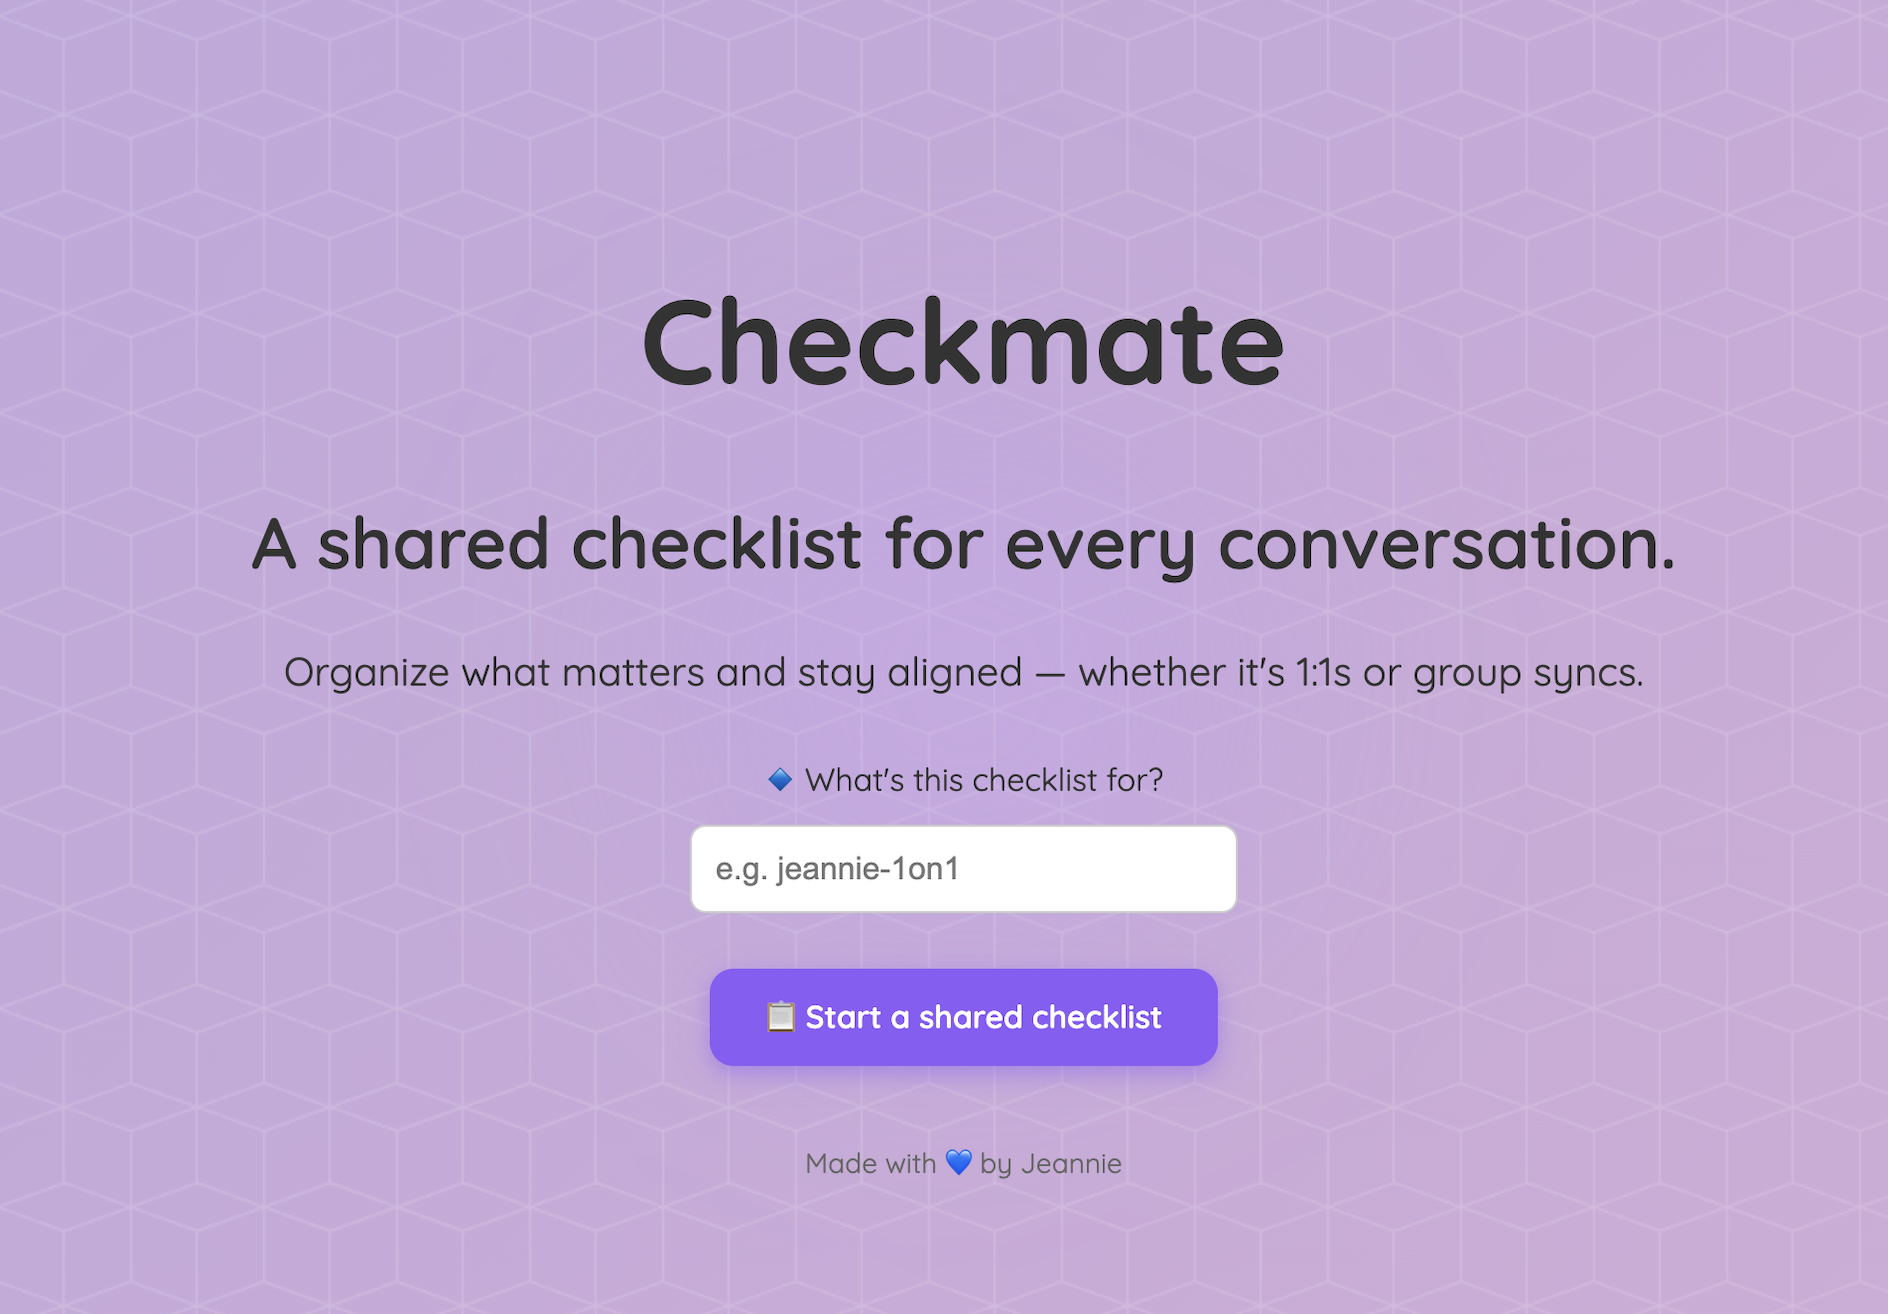 Checkmate
A shared checklist for every conversation.
Organize what matters and stay aligned — whether it's 1:1s or group syncs.
🔹 What's this checklist for?
e.g. jeannie-1on1
📋 Start a shared checklist
Made with 💙 by Jeannie